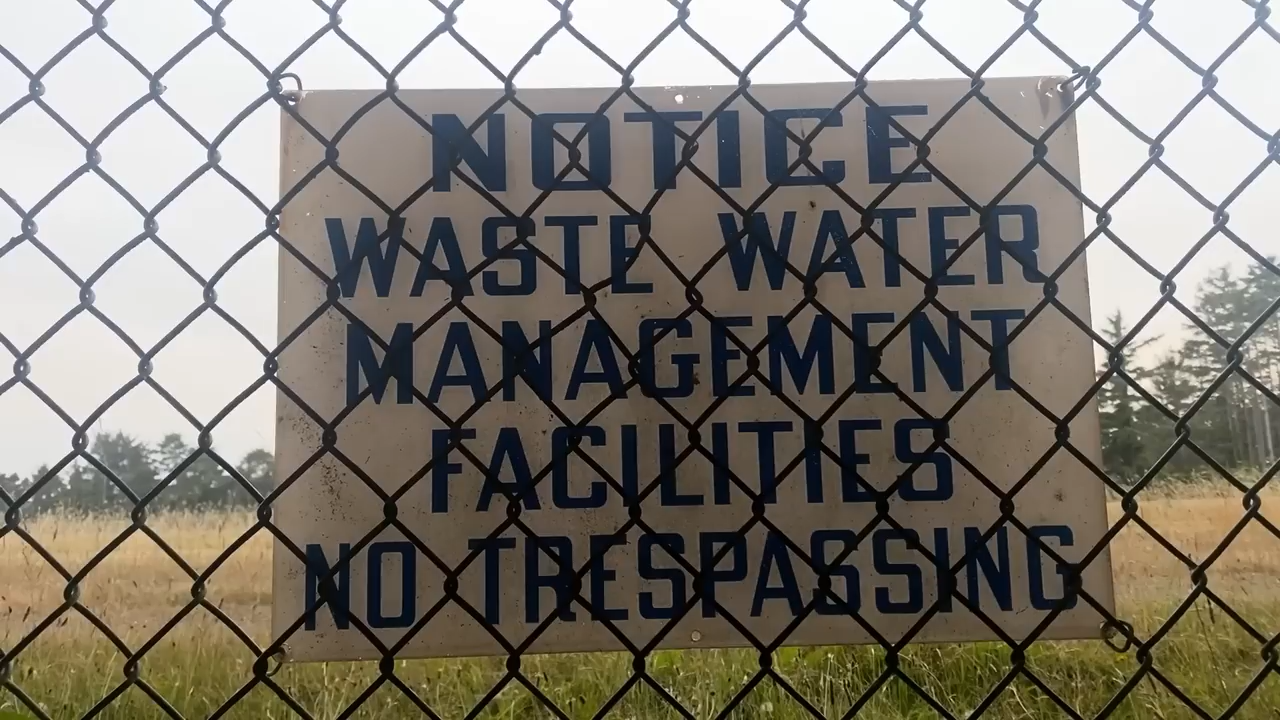 NOTICE
WASTE WATER
MANAGEMENT
FACILITIES
NO TRESPASSING